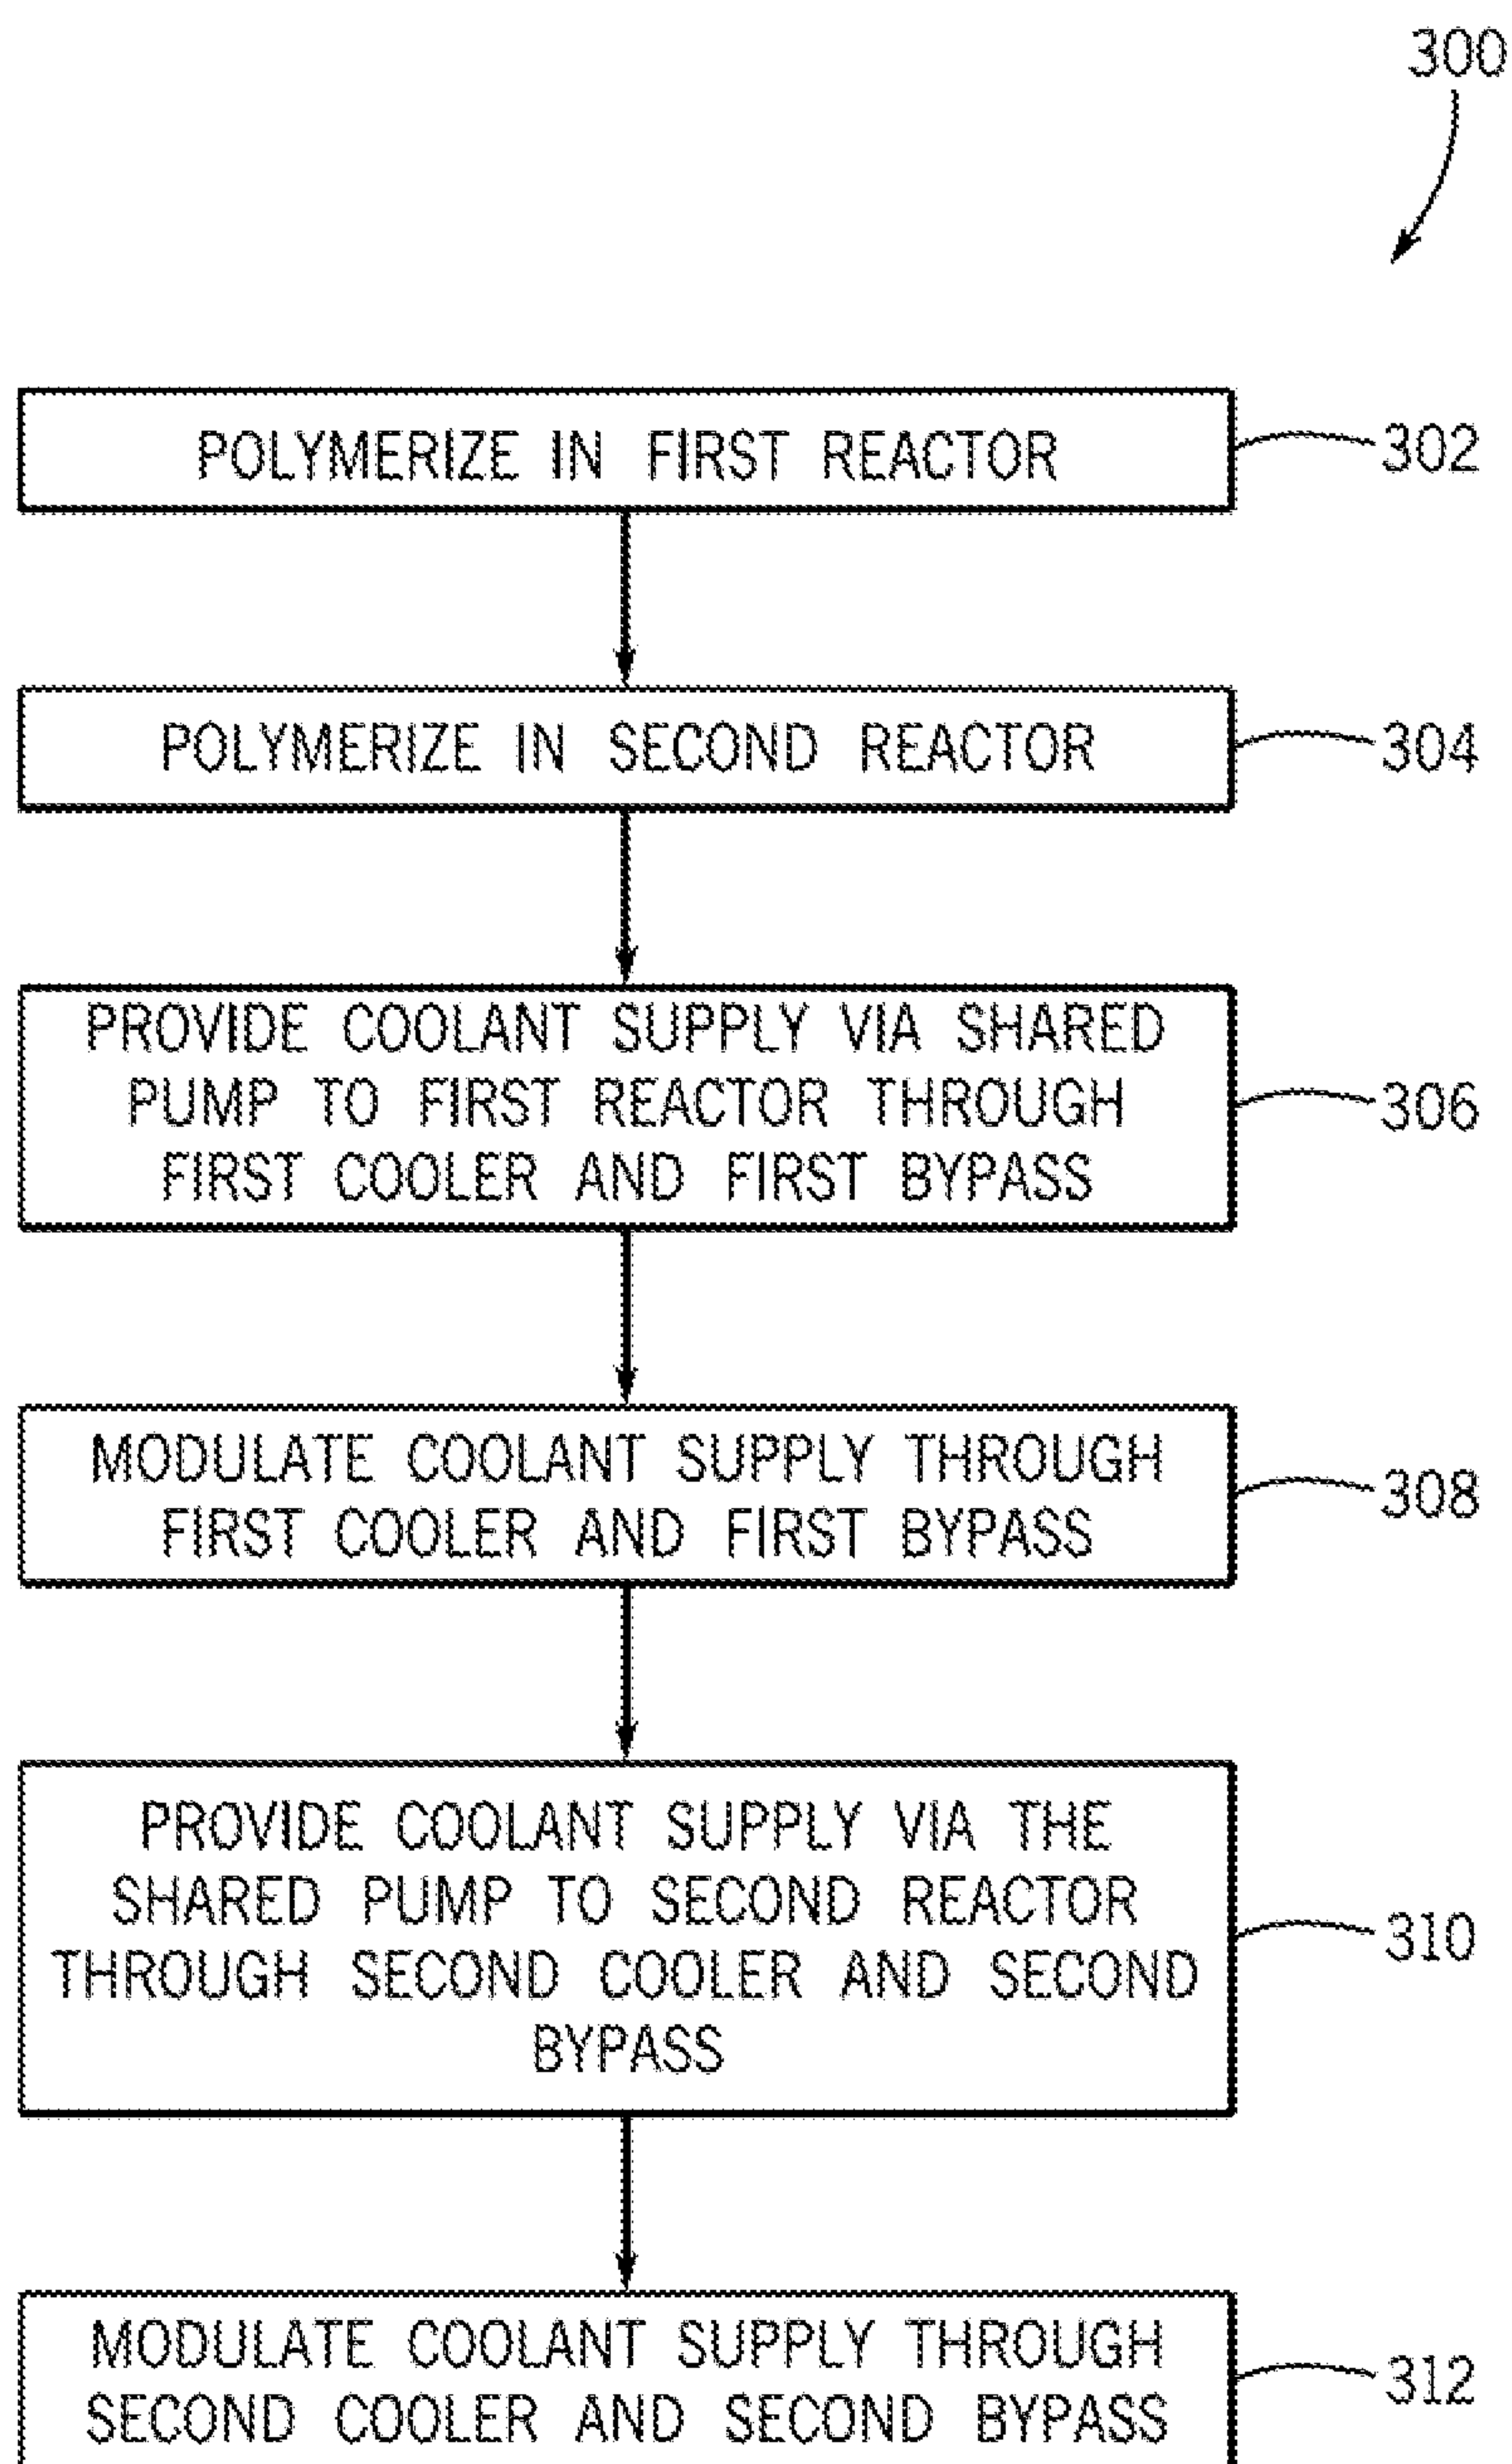 300
POLYMERIZE IN FIRST REACTOR
302
POLYMERIZE IN SECOND REACTOR
304
PROVIDE COOLANT SUPPLY VIA SHARED
PUMP TO FIRST REACTOR THROUGH
FIRST COOLER AND FIRST BYPASS
306
MODULATE COOLANT SUPPLY THROUGH
FIRST COOLER AND FIRST BYPASS
308
PROVIDE COOLANT SUPPLY VIA THE
SHARED PUMP TO SECOND REACTOR
THROUGH SECOND COOLER AND SECOND
BYPASS
310
MODULATE COOLANT SUPPLY THROUGH
SECOND COOLER AND SECOND BYPASS
312